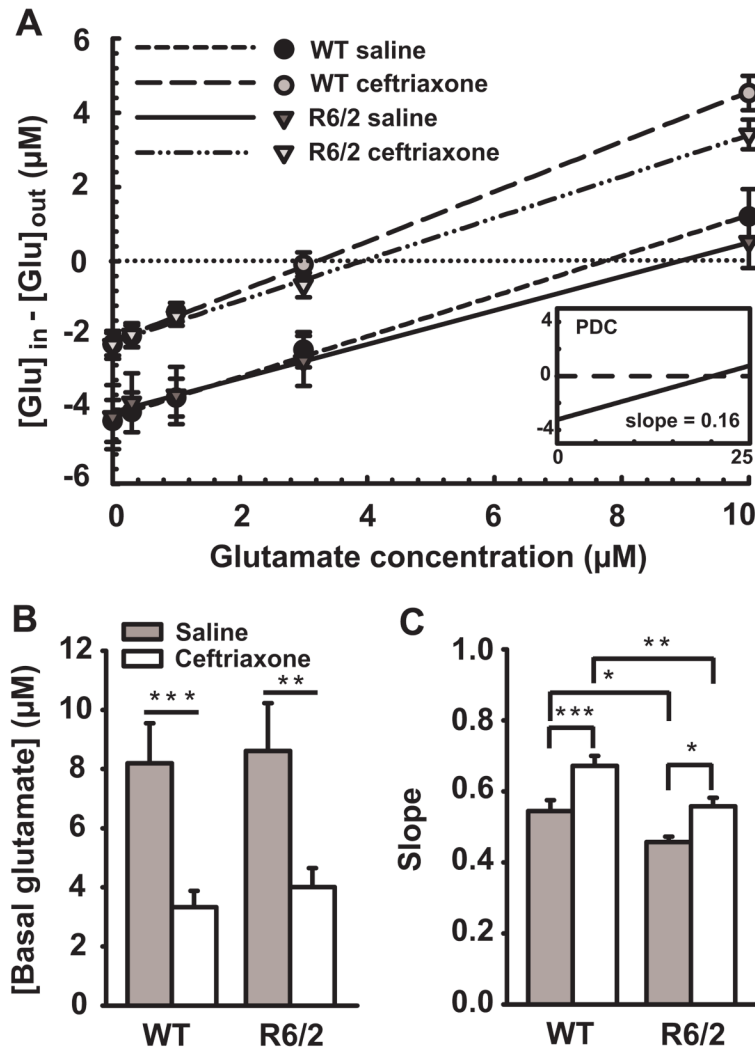 A
6
4
2
0
-2
-4
-6
[Glu] in - [Glu] out (µM)
WT saline
WT ceftriaxone
R6/2 saline
R6/2 ceftriaxone
4
0
-4
PDC
slope = 0.16
0
25
0
2
4
6
8
10
Glutamate concentration (µM)
B
Saline
Ceftriaxone
12
10
8
6
4
2
0
[Basal glutamate] (µM)
***
**
WT
R6/2
C
1.0
0.8
0.6
0.4
0.2
0.0
Slope
**
*
***
*
WT
R6/2